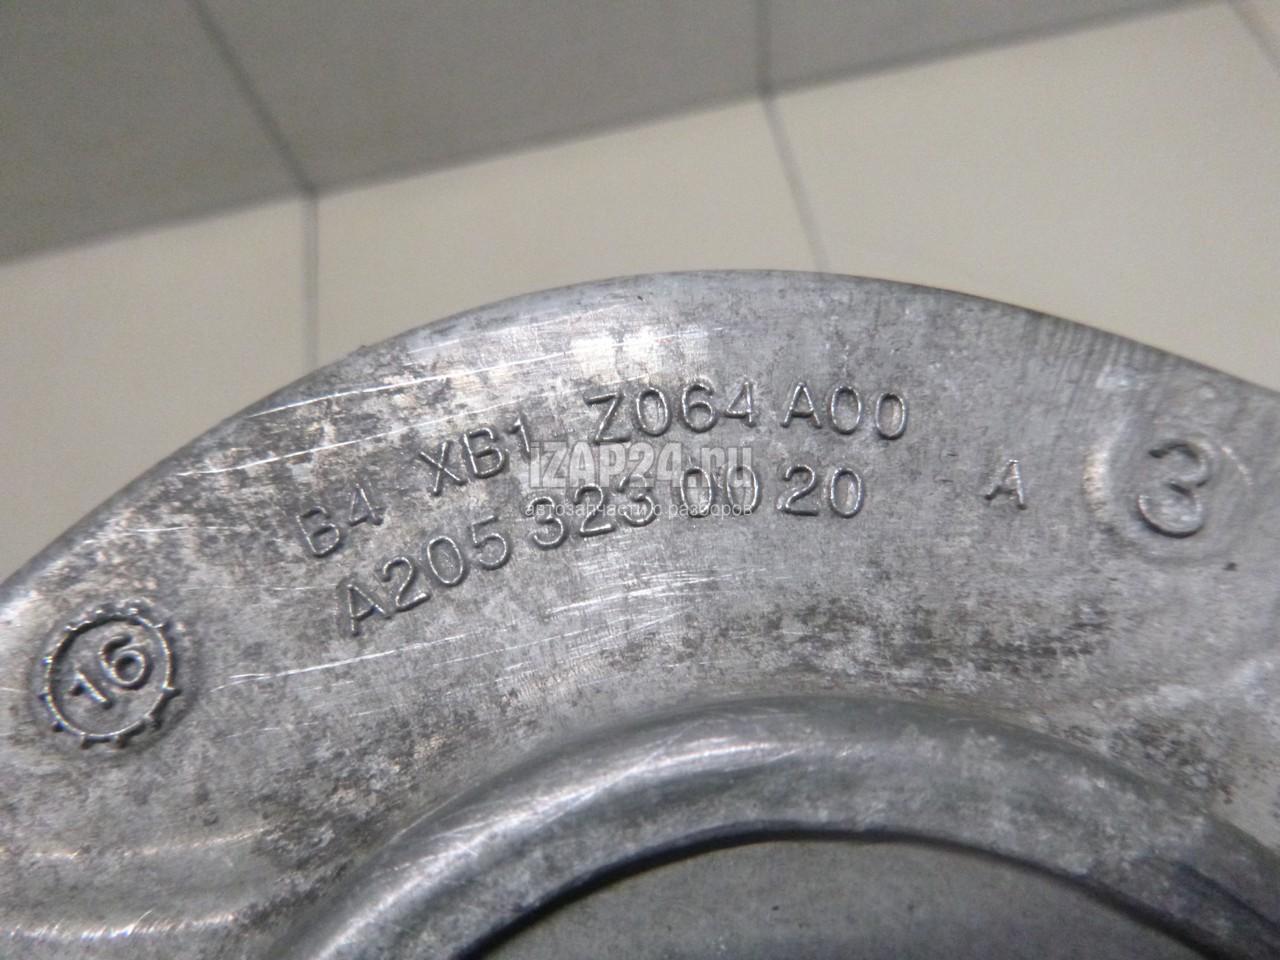 B4 XB1 Z064 A00
A205 323 00 20 A
3
16
iZAP24.ru
автозапчасти с разборов